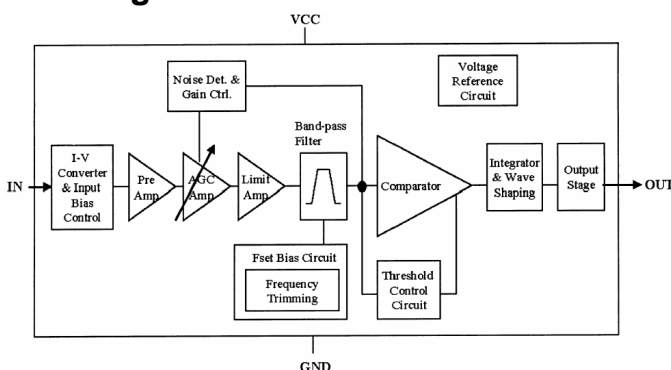 VCC
Noise Det. &
Gain Ctrl.
Voltage
Reference
Circuit
Band-pass
Filter
IN
I-V
Converter
& Input
Bias
Control
Pre
Amp
AGC
Amp
Limit
Amp
Comparator
Integrator
& Wave
Shaping
Output
Stage
OUT
Fset Bias Circuit
Frequency
Trimming
Threshold
Control
Circuit
GND